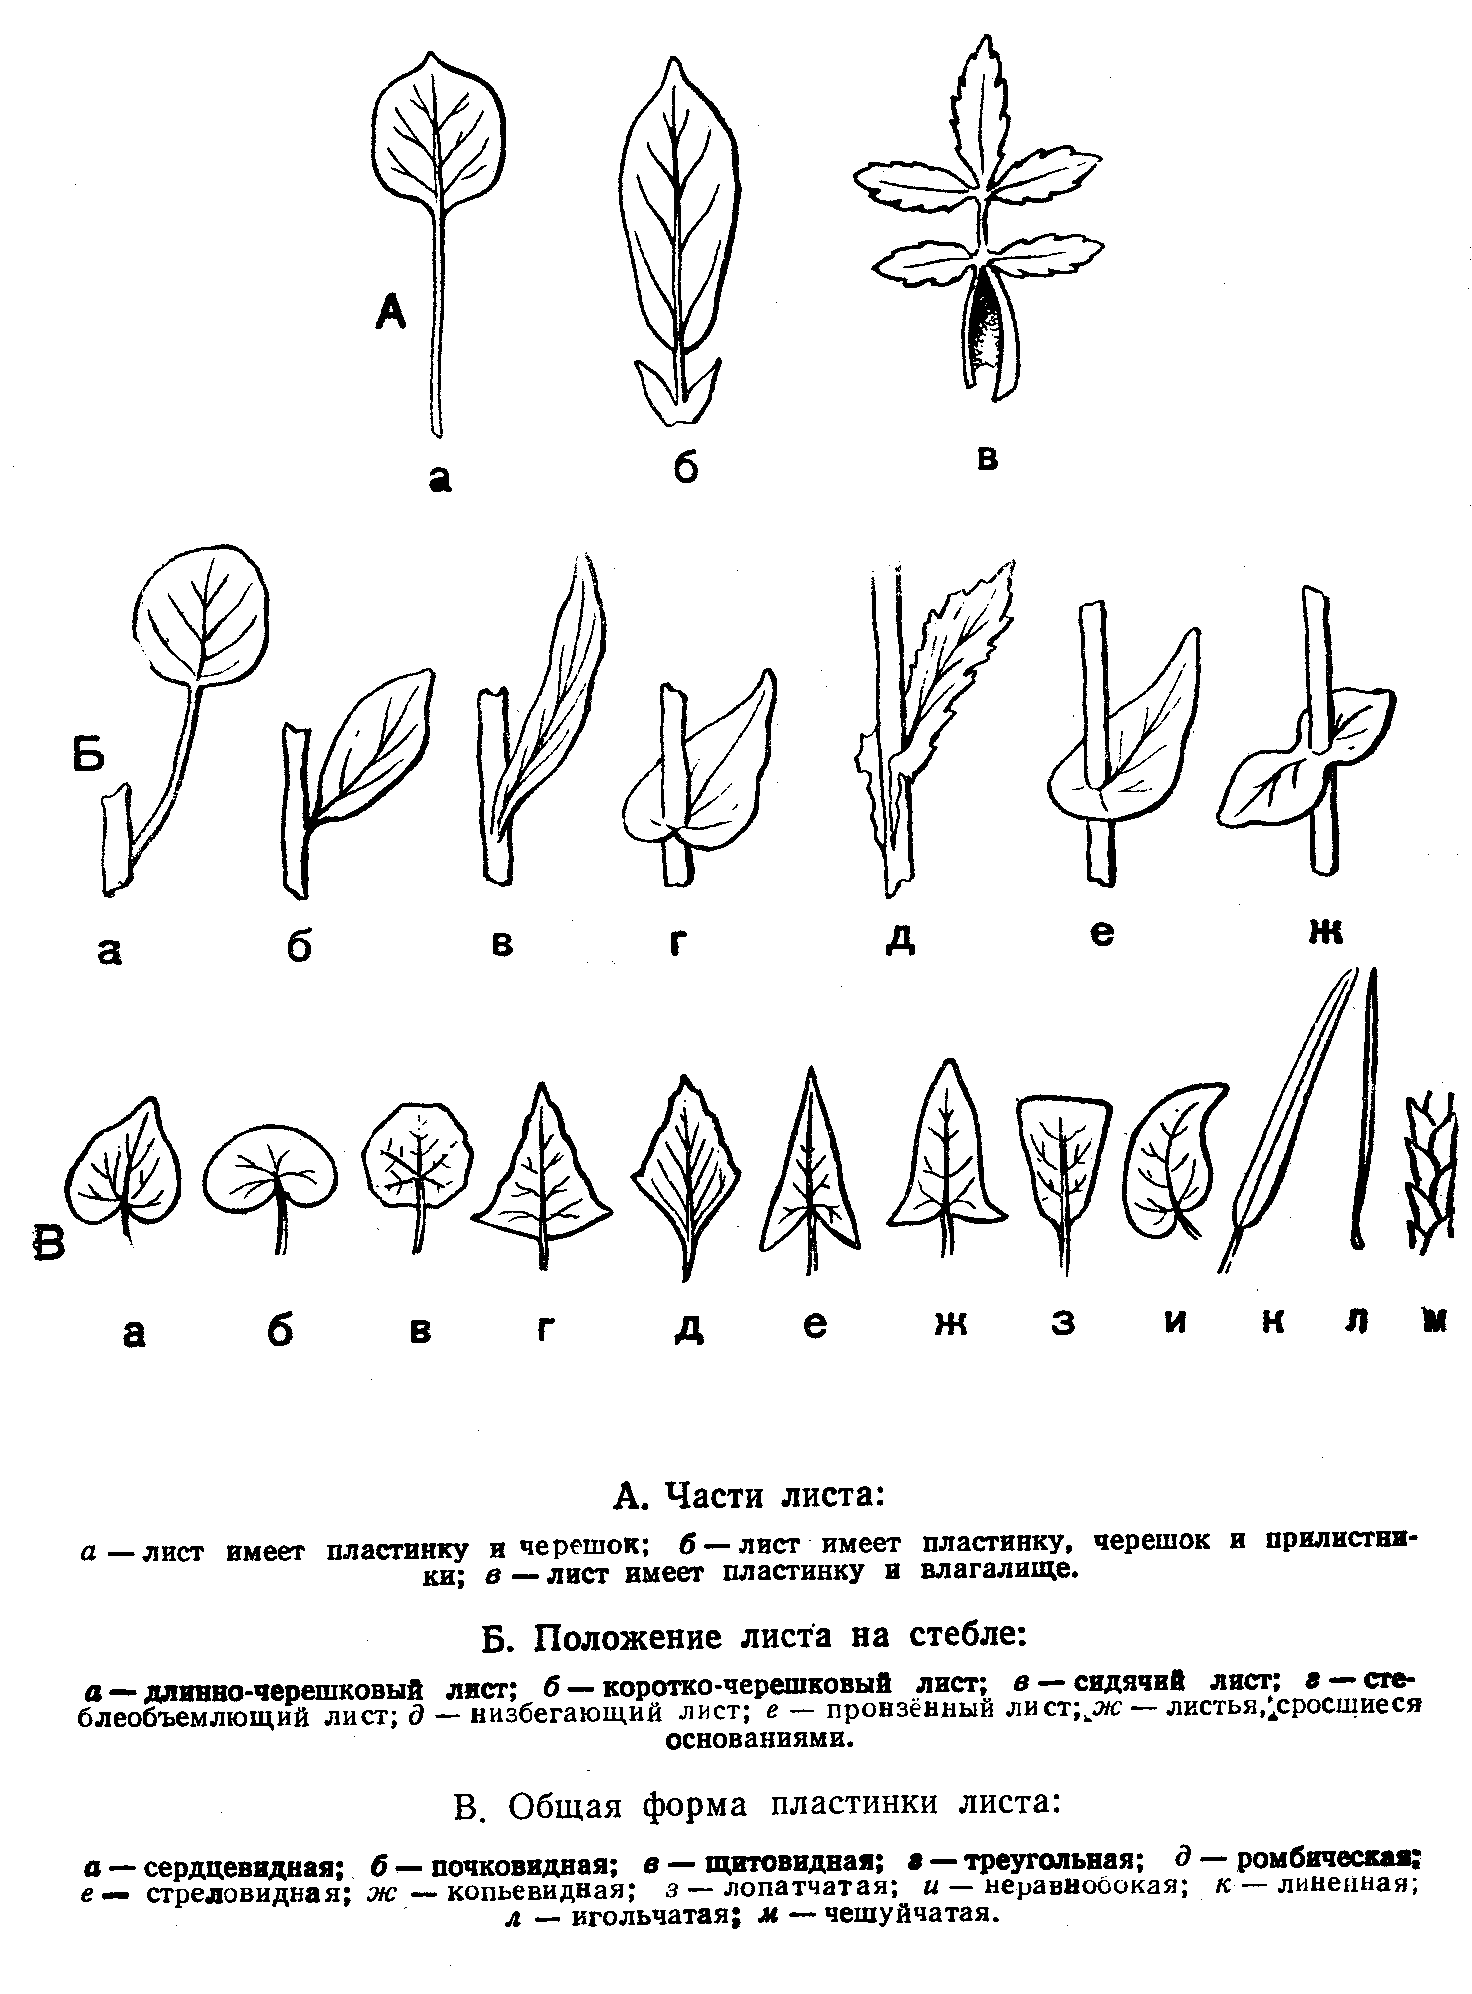 А
а б в
Б
а б в г д е ж
В
а б в г д е ж з и к л м
А. Части листа:
а — лист имеет пластинку и черешок; б — лист имеет пластинку, черешок и прилистни-
ки; в — лист имеет пластинку и влагалище.
Б. Положение листа на стебле:
а — длинно-черешковый лист; б — коротко-черешковый лист; в — сидячий лист; г — сте-
блеобъемлющий лист; д — низбегающий лист; е — пронзённый лист; ж — листья, сросшиеся
основаниями.
В. Общая форма пластинки листа:
а — сердцевидная; б — почковидная; в — щитовидная; г — треугольная; д — ромбическая;
е — стреловидная; ж — копьевидная; з — лопатчатая; и — неравнобокая; к — линейная;
л — игольчатая; м — чешуйчатая.